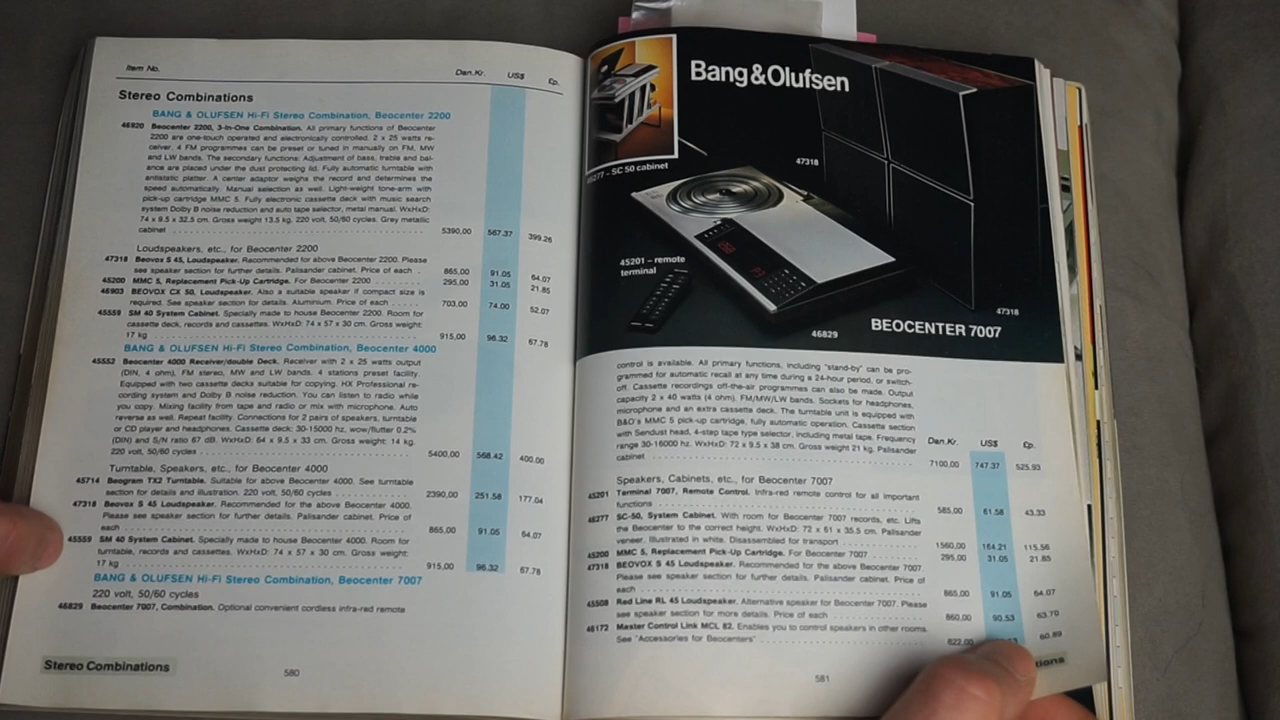 Item No. Dan.Kr. US$ £p.
Stereo Combinations
BANG & OLUFSEN Hi-Fi Stereo Combination, Beocenter 2200
46820 Beocenter 2200, 3-in-One Combination. All primary functions of Beocenter
2200 are one-touch operated and electronically controlled. 2 x 25 watts re-
ceiver. 4 FM programmes can be preset or tuned in manually on FM, MW
and LW bands. The secondary functions: Adjustment of bass, treble and bal-
ance are placed under the dust protecting lid. Fully automatic turntable with
antistatic platter. A center adaptor weighs the record and determines the
speed automatically. Manual selection as well. Light-weight tone-arm with
pick-up cartridge MMC 5. Fully electronic cassette deck with music search
system Dolby B noise reduction and auto tape selector, metal manual. WxHxD:
74 x 9.5 x 32.5 cm. Gross weight 13.5 kg. 220 volt, 50/60 cycles. Grey metallic
cabinet 5390,00 567.37 399.26
Loudspeakers, etc., for Beocenter 2200
47318 Beovox S 45, Loudspeaker. Recommended for above Beocenter 2200. Please
see speaker section for further details. Palisander cabinet. Price of each 865,00 91.05 64.07
45200 MMC 5, Replacement Pick-Up Cartridge. For Beocenter 2200 295,00 31.05 21.85
46903 BEOVOX CX 50, Loudspeaker. Also a suitable speaker if compact size is
required. See speaker section for details. Aluminium. Price of each 703,00 74.00 52.07
45559 SM 40 System Cabinet. Specially made to house Beocenter 2200. Room for
cassette deck, records and cassettes. WxHxD: 74 x 57 x 30 cm. Gross weight:
17 kg 915,00 96.32 67.78
BANG & OLUFSEN Hi-Fi Stereo Combination, Beocenter 4000
45552 Beocenter 4000 Receiver/double Deck. Receiver with 2 x 25 watts output
(DIN, 4 ohm), FM stereo, MW and LW bands. 4 stations preset facility
Equipped with two cassette decks suitable for copying. HX Professional re-
cording system and Dolby B noise reduction. You can listen to radio while
you copy. Mixing facility from tape and radio or mix with microphone. Auto
reverse as well. Repeat facility. Connections for 2 pairs of speakers, turntable
or CD player and headphones. Cassette deck: 30-15000 hz, wow/flutter 0.2%
(DIN) and S/N ratio 67 dB. WxHxD: 64 x 9.5 x 33 cm. Gross weight: 14 kg.
220 volt, 50/60 cycles 5400,00 568.42 400.00
Turntable, Speakers, etc., for Beocenter 4000
45714 Beogram TX2 Turntable. Suitable for above Beocenter 4000. See turntable
section for details and illustration. 220 volt, 50/60 cycles 2390,00 251.58 177.04
47318 Beovox S 45 Loudspeaker. Recommended for the above Beocenter 4000.
Please see speaker section for further details. Palisander cabinet. Price of
each 865,00 91.05 64.07
45559 SM 40 System Cabinet. Specially made to house Beocenter 4000. Room for
turntable, records and cassettes. WxHxD: 74 x 57 x 30 cm. Gross weight:
17 kg 915,00 96.32 67.78
BANG & OLUFSEN Hi-Fi Stereo Combination, Beocenter 7007
220 volt, 50/60 cycles
46829 Beocenter 7007, Combination. Optional convenient cordless infra-red remote
Stereo Combinations
580
Bang & Olufsen
46277 – SC 50 cabinet
47318
45201 – remote
terminal
46829
47318
BEOCENTER 7007
control is available. All primary functions, including "stand-by" can be pro-
grammed for automatic recall at any time during a 24-hour period, or switch-
off. Cassette recordings off-the-air programmes can also be made. Output
capacity 2 x 40 watts (4 ohm). FM/MW/LW bands. Sockets for headphones,
microphone and an extra cassette deck. The turntable unit is equipped with
B&O's MMC 5 pick-up cartridge, fully automatic operation. Cassette section
with Sendust head, 4-step tape type selector, including metal tape. Frequency
range 30-16000 hz. WxHxD: 72 x 9.5 x 38 cm. Gross weight 21 kg. Palisander
cabinet 7100,00 747.37 525.93
Dan.Kr. US$ £p.
Speakers, Cabinets, etc., for Beocenter 7007
45201 Terminal 7007, Remote Control. Infra-red remote control for all important
functions 585,00 61.58 43.33
46277 SC-50, System Cabinet. With room for Beocenter 7007 records, etc. Lifts
the Beocenter to the correct height. WxHxD: 72 x 61 x 35.5 cm. Palisander
veneer. Illustrated in white. Disassembled for transport 1560,00 164.21 115.56
45200 MMC 5, Replacement Pick-Up Cartridge. For Beocenter 7007 295,00 31.05 21.85
47318 BEOVOX S 45 Loudspeaker. Recommended for the above Beocenter 7007
Please see speaker section for further details. Palisander cabinet. Price of
each 865,00 91.05 64.07
45508 Red Line RL 45 Loudspeaker. Alternative speaker for Beocenter 7007. Please
see speaker section for more details. Price of each 860,00 90.53 63.70
46172 Master Control Link MCL 82. Enables you to control speakers in other rooms.
See "Accessories for Beocenters" 822,00 60.89
581